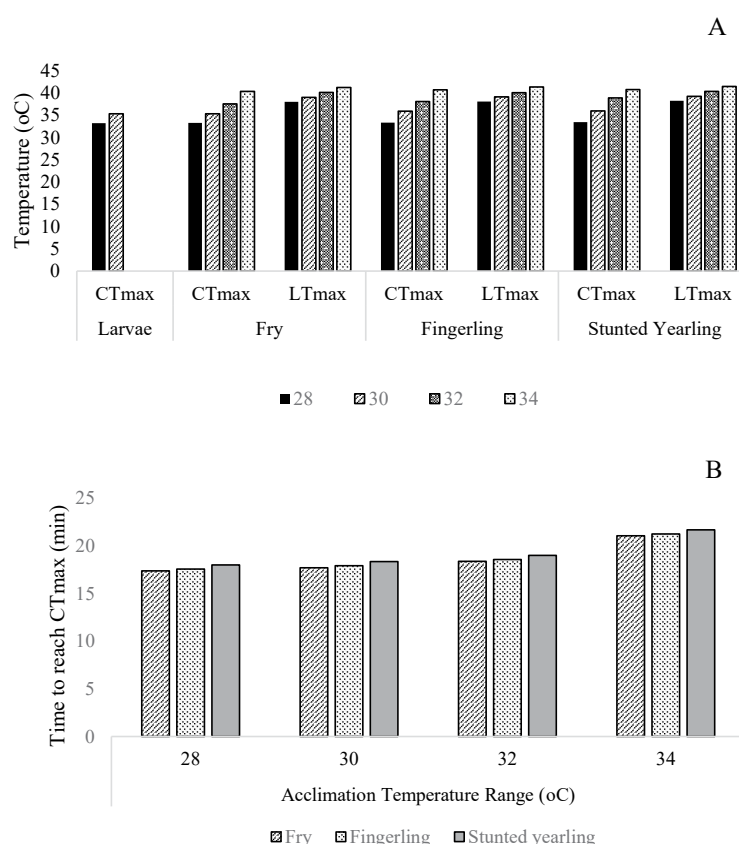 A
Temperature (oC)
45
40
35
30
25
20
15
10
5
0
CTmax CTmax LTmax CTmax LTmax CTmax LTmax
Larvae Fry Fingerling Stunted Yearling
28 30 32 34
B
Time to reach CTmax (min)
25
20
15
10
5
0
28 30 32 34
Acclimation Temperature Range (oC)
Fry Fingerling Stunted yearling